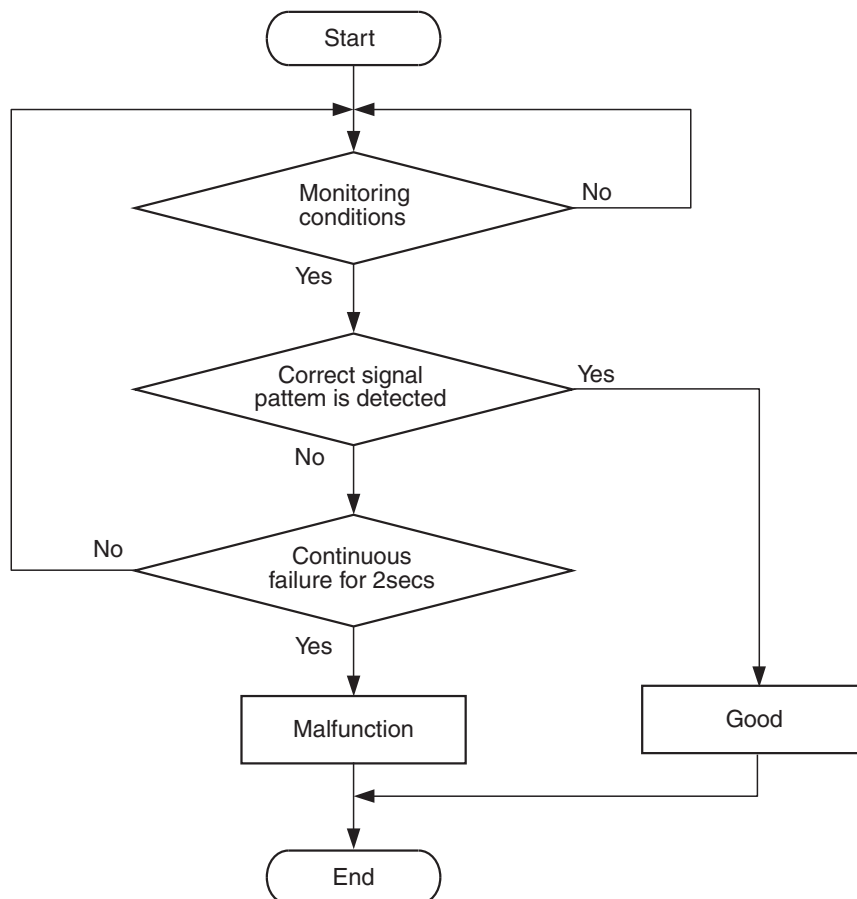 Start
Monitoring
conditions
No
Yes
Correct signal
pattem is detected
Yes
No
Continuous
failure for 2secs
No
Yes
Malfunction
Good
End